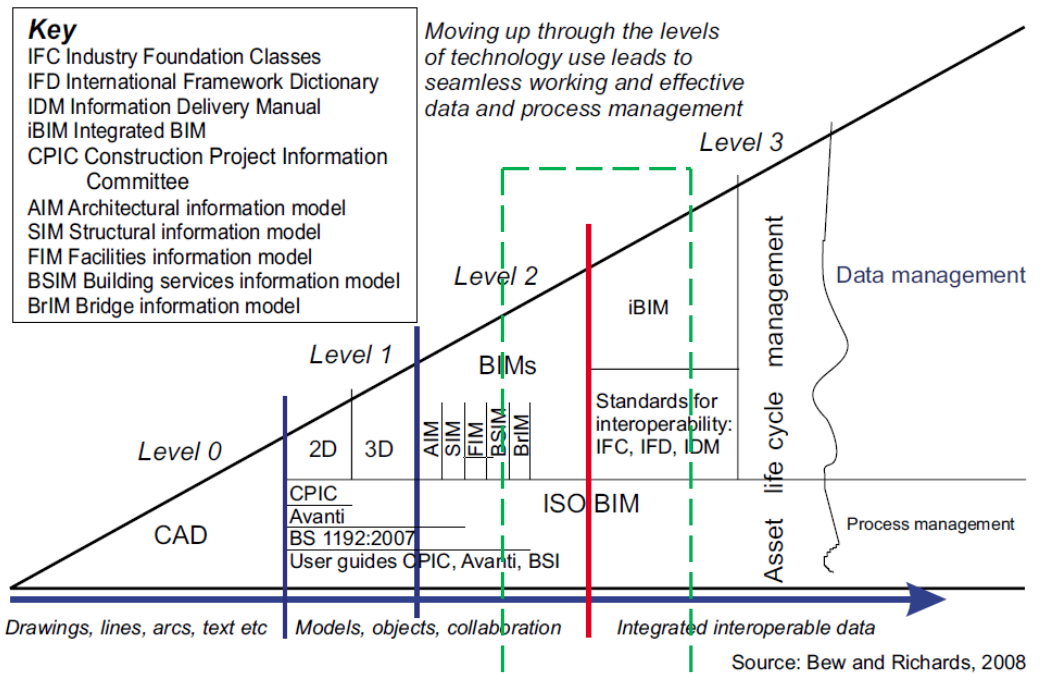 Key
IFC Industry Foundation Classes
IFD International Framework Dictionary
IDM Information Delivery Manual
iBIM Integrated BIM
CPIC Construction Project Information
Committee
AIM Architectural information model
SIM Structural information model
FIM Facilities information model
BSIM Building services information model
BrIM Bridge information model
Moving up through the levels
of technology use leads to
seamless working and effective
data and process management
Level 3
Level 2
Level 1
Level 0
Data management
iBIM
BIMs
Standards for
interoperability:
IFC, IFD, IDM
2D
3D
AIM
SIM
FIM
BSIM
BrIM
Asset life cycle management
CAD
CPIC
Avanti
BS 1192:2007
User guides CPIC, Avanti, BSI
ISO BIM
Process management
Drawings, lines, arcs, text etc
Models, objects, collaboration
Integrated interoperable data
Source: Bew and Richards, 2008